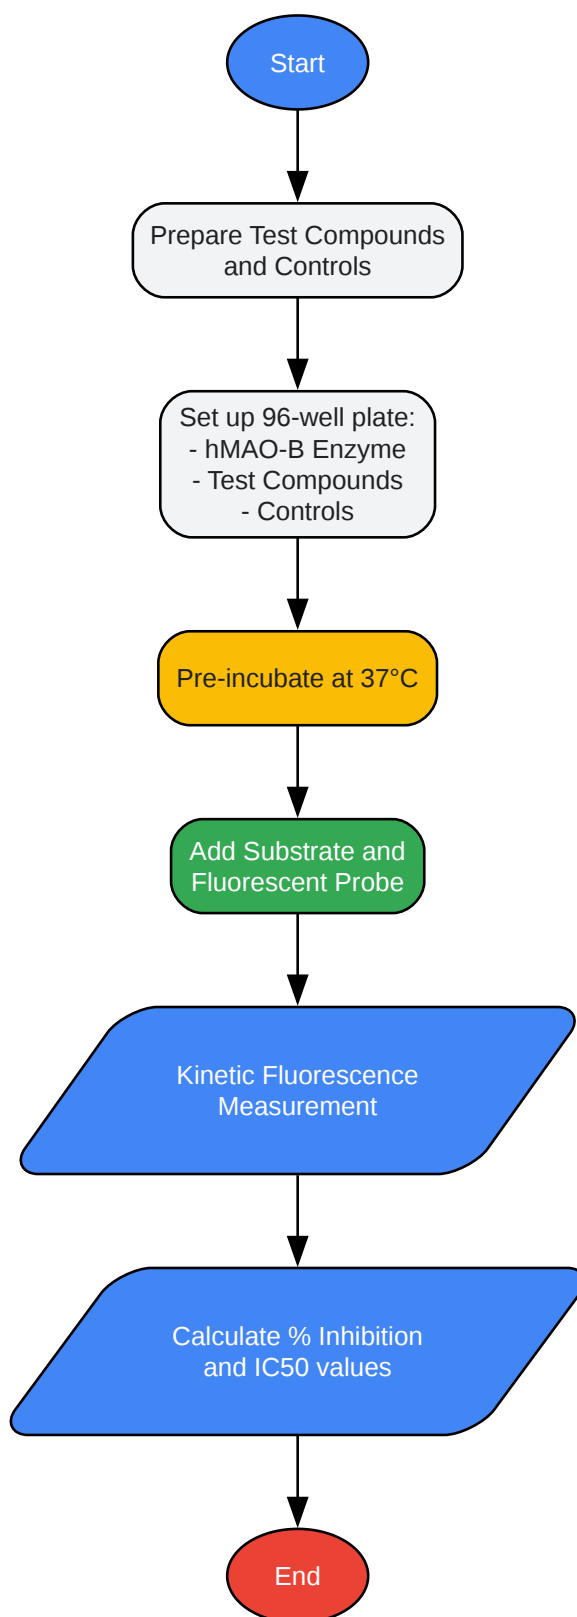 Start
Prepare Test Compounds
and Controls
Set up 96-well plate:
- hMAO-B Enzyme
- Test Compounds
- Controls
Pre-incubate at 37°C
Add Substrate and
Fluorescent Probe
Kinetic Fluorescence
Measurement
Calculate % Inhibition
and IC50 values
End